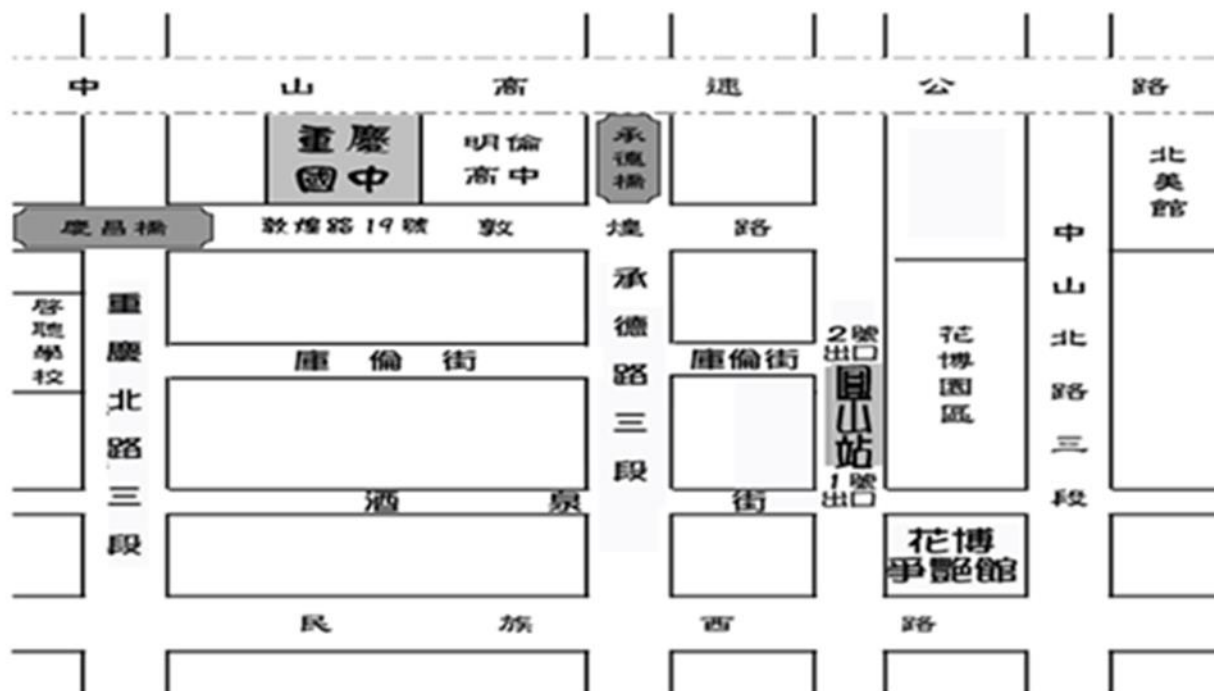 中山高速公路
重慶
國中
明倫
高中
承德橋
北美館
慶昌橋
敦煌路19號
敦煌路
中山北路三段
啓聰學校
重慶北路三段
承德路三段
庫倫街
庫倫街
2號
出口
圓山站
1號
出口
花博園區
酒泉街
花博
爭艷館
民族西路